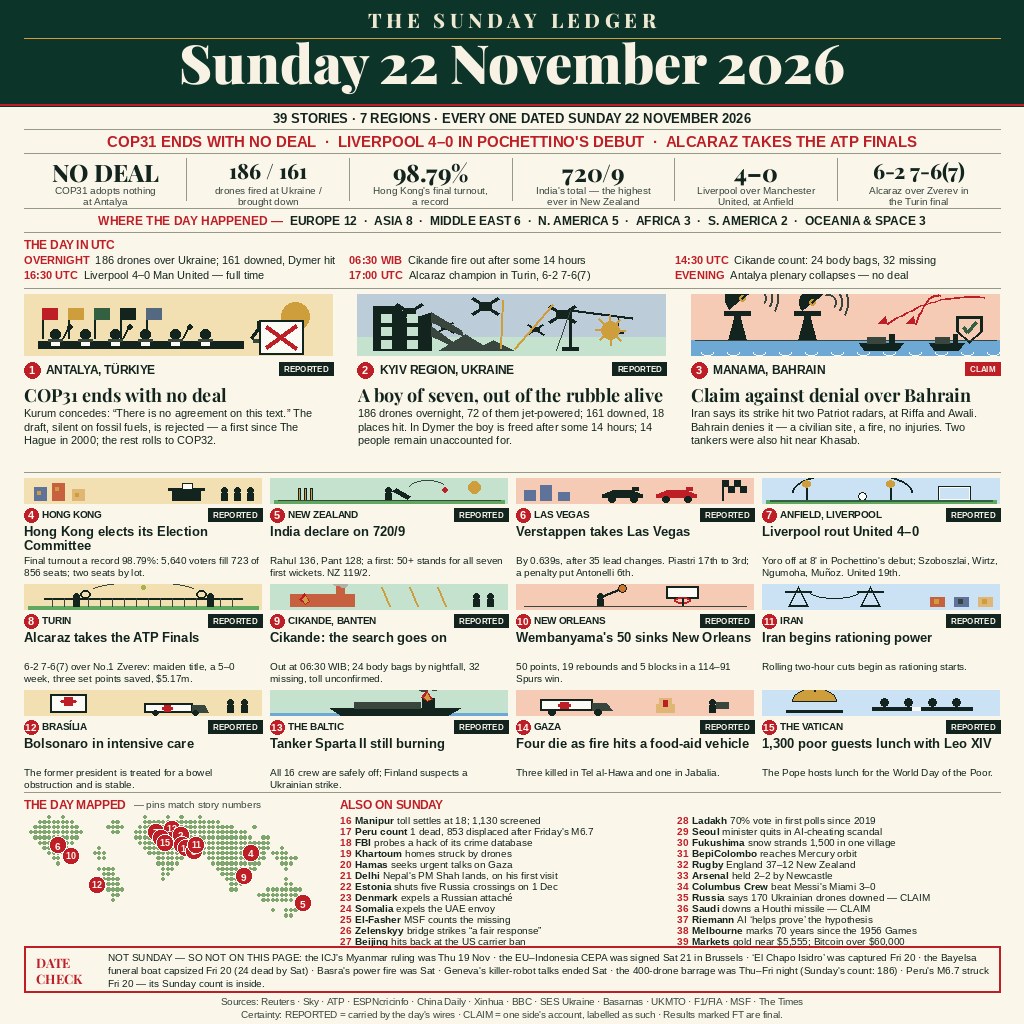 THE SUNDAY LEDGER
Sunday 22 November 2026
39 STORIES · 7 REGIONS · EVERY ONE DATED SUNDAY 22 NOVEMBER 2026
COP31 ENDS WITH NO DEAL · LIVERPOOL 4–0 IN POCHETTINO'S DEBUT · ALCARAZ TAKES THE ATP FINALS
NO DEAL
COP31 adopts nothing
at Antalya
186 / 161
drones fired at Ukraine /
brought down
98.79%
Hong Kong's final turnout,
a record
720/9
India's total — the highest
ever in New Zealand
4–0
Liverpool over Manchester
United, at Anfield
6-2 7-6(7)
Alcaraz over Zverev in
the Turin final
WHERE THE DAY HAPPENED — EUROPE 12 · ASIA 8 · MIDDLE EAST 6 · N. AMERICA 5 · AFRICA 3 · S. AMERICA 2 · OCEANIA & SPACE 3
THE DAY IN UTC
OVERNIGHT 186 drones over Ukraine; 161 downed, Dymer hit
06:30 WIB Cikande fire out after some 14 hours
14:30 UTC Cikande count: 24 body bags, 32 missing
16:30 UTC Liverpool 4–0 Man United — full time
17:00 UTC Alcaraz champion in Turin, 6-2 7-6(7)
EVENING Antalya plenary collapses — no deal
1 ANTALYA, TÜRKIYE REPORTED
COP31 ends with no deal
Kurum concedes: “There is no agreement on this text.” The
draft, silent on fossil fuels, is rejected — a first since The
Hague in 2000; the rest rolls to COP32.
2 KYIV REGION, UKRAINE REPORTED
A boy of seven, out of the rubble alive
186 drones overnight, 72 of them jet-powered; 161 downed, 18
places hit. In Dymer the boy is freed after some 14 hours; 14
people remain unaccounted for.
3 MANAMA, BAHRAIN CLAIM
Claim against denial over Bahrain
Iran says its strike hit two Patriot radars, at Riffa and Awali.
Bahrain denies it — a civilian site, a fire, no injuries. Two
tankers were also hit near Khasab.
4 HONG KONG REPORTED
Hong Kong elects its Election
Committee
Final turnout a record 98.79%: 5,640 voters fill 723 of
856 seats; two seats by lot.
5 NEW ZEALAND REPORTED
India declare on 720/9
Rahul 136, Pant 128; a first: 50+ stands for all seven
first wickets. NZ 119/2.
6 LAS VEGAS REPORTED
Verstappen takes Las Vegas
By 0.639s, after 35 lead changes. Piastri 17th to 3rd;
a penalty put Antonelli 6th.
7 ANFIELD, LIVERPOOL REPORTED
Liverpool rout United 4–0
Yoro off at 8' in Pochettino's debut; Szoboszlai, Wirtz,
Ngumoha, Muñoz. United 19th.
8 TURIN REPORTED
Alcaraz takes the ATP Finals
6-2 7-6(7) over No.1 Zverev: maiden title, a 5–0
week, three set points saved, $5.17m.
9 CIKANDE, BANTEN REPORTED
Cikande: the search goes on
Out at 06:30 WIB; 24 body bags by nightfall, 32
missing, toll unconfirmed.
10 NEW ORLEANS REPORTED
Wembanyama's 50 sinks New Orleans
50 points, 19 rebounds and 5 blocks in a 114–91
Spurs win.
11 IRAN REPORTED
Iran begins rationing power
Rolling two-hour cuts begin as rationing starts.
12 BRASÍLIA REPORTED
Bolsonaro in intensive care
The former president is treated for a bowel
obstruction and is stable.
13 THE BALTIC REPORTED
Tanker Sparta II still burning
All 16 crew are safely off; Finland suspects a
Ukrainian strike.
14 GAZA REPORTED
Four die as fire hits a food-aid vehicle
Three killed in Tel al-Hawa and one in Jabalia.
15 THE VATICAN REPORTED
1,300 poor guests lunch with Leo XIV
The Pope hosts lunch for the World Day of the Poor.
THE DAY MAPPED — pins match story numbers
6
10
12
15
11
4
9
5
ALSO ON SUNDAY
16 Manipur toll settles at 18; 1,130 screened
17 Peru count 1 dead, 853 displaced after Friday's M6.7
18 FBI probes a hack of its crime database
19 Khartoum homes struck by drones
20 Hamas seeks urgent talks on Gaza
21 Delhi Nepal's PM Shah lands, on his first visit
22 Estonia shuts five Russia crossings on 1 Dec
23 Denmark expels a Russian attaché
24 Somalia expels the UAE envoy
25 El-Fasher MSF counts the missing
26 Zelenskyy bridge strikes “a fair response”
27 Beijing hits back at the US carrier ban
28 Ladakh 70% vote in first polls since 2019
29 Seoul minister quits in AI-cheating scandal
30 Fukushima snow strands 1,500 in one village
31 BepiColombo reaches Mercury orbit
32 Rugby England 37–12 New Zealand
33 Arsenal held 2–2 by Newcastle
34 Columbus Crew beat Messi's Miami 3–0
35 Russia says 170 Ukrainian drones downed — CLAIM
36 Saudi downs a Houthi missile — CLAIM
37 Riemann AI 'helps prove' the hypothesis
38 Melbourne marks 70 years since the 1956 Games
39 Markets gold near $5,555; Bitcoin over $60,000
DATE
CHECK
NOT SUNDAY — SO NOT ON THIS PAGE: the ICJ's Myanmar ruling was Thu 19 Nov · the EU–Indonesia CEPA was signed Sat 21 in Brussels · 'El Chapo Isidro' was captured Fri 20 · the Bayelsa
funeral boat capsized Fri 20 (24 dead by Sat) · Basra's power fire was Sat · Geneva's killer-robot talks ended Sat · the 400-drone barrage was Thu–Fri night (Sunday's count: 186) · Peru's M6.7 struck
Fri 20 — its Sunday count is inside.
Sources: Reuters · Sky · ATP · ESPNcricinfo · China Daily · Xinhua · BBC · SES Ukraine · Basarnas · UKMTO · F1/FIA · MSF · The Times
Certainty: REPORTED = carried by the day's wires · CLAIM = one side's account, labelled as such · Results marked FT are final.